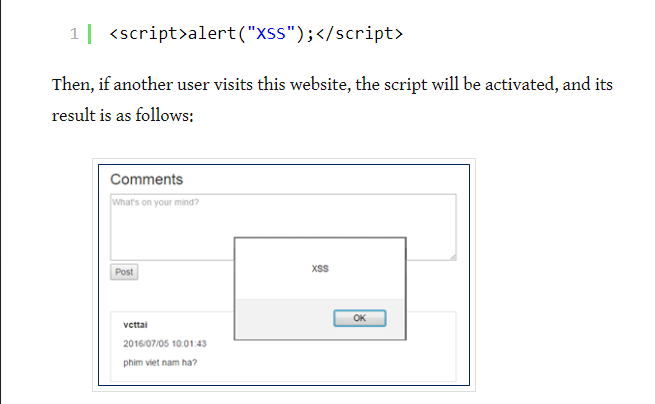 1 <script>alert("XSS");</script>
Then, if another user visits this website, the script will be activated, and its
result is as follows:
Comments
What's on your mind?
XSS
Post
OK
vcttai
2016/07/05 10:01:43
phim viet nam ha?